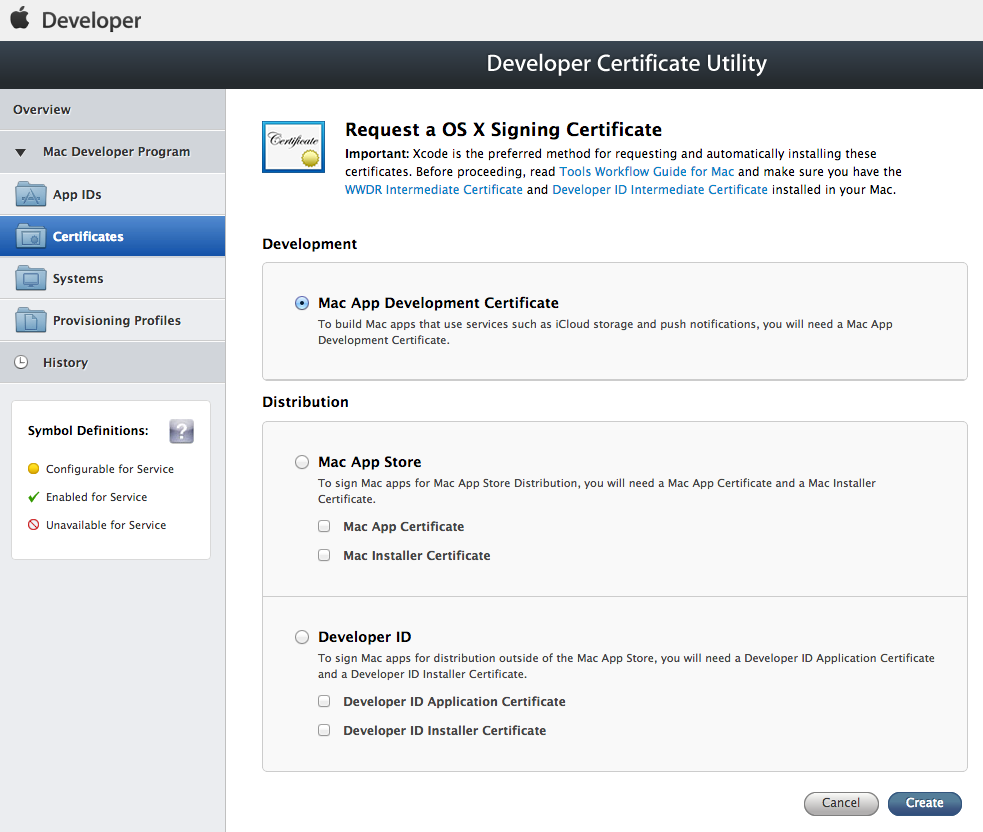 Developer
Developer Certificate Utility
Overview
Mac Developer Program
App IDs
Certificates
Systems
Provisioning Profiles
History
Symbol Definitions:
?
Configurable for Service
Enabled for Service
Unavailable for Service
Certificate
Request a OS X Signing Certificate
Important: Xcode is the preferred method for requesting and automatically installing these
certificates. Before proceeding, read Tools Workflow Guide for Mac and make sure you have the
WWDR Intermediate Certificate and Developer ID Intermediate Certificate installed in your Mac.
Development
Mac App Development Certificate
To build Mac apps that use services such as iCloud storage and push notifications, you will need a Mac App
Development Certificate.
Distribution
Mac App Store
To sign Mac apps for Mac App Store Distribution, you will need a Mac App Certificate and a Mac Installer
Certificate.
Mac App Certificate
Mac Installer Certificate
Developer ID
To sign Mac apps for distribution outside of the Mac App Store, you will need a Developer ID Application Certificate
and a Developer ID Installer Certificate.
Developer ID Application Certificate
Developer ID Installer Certificate
Cancel
Create